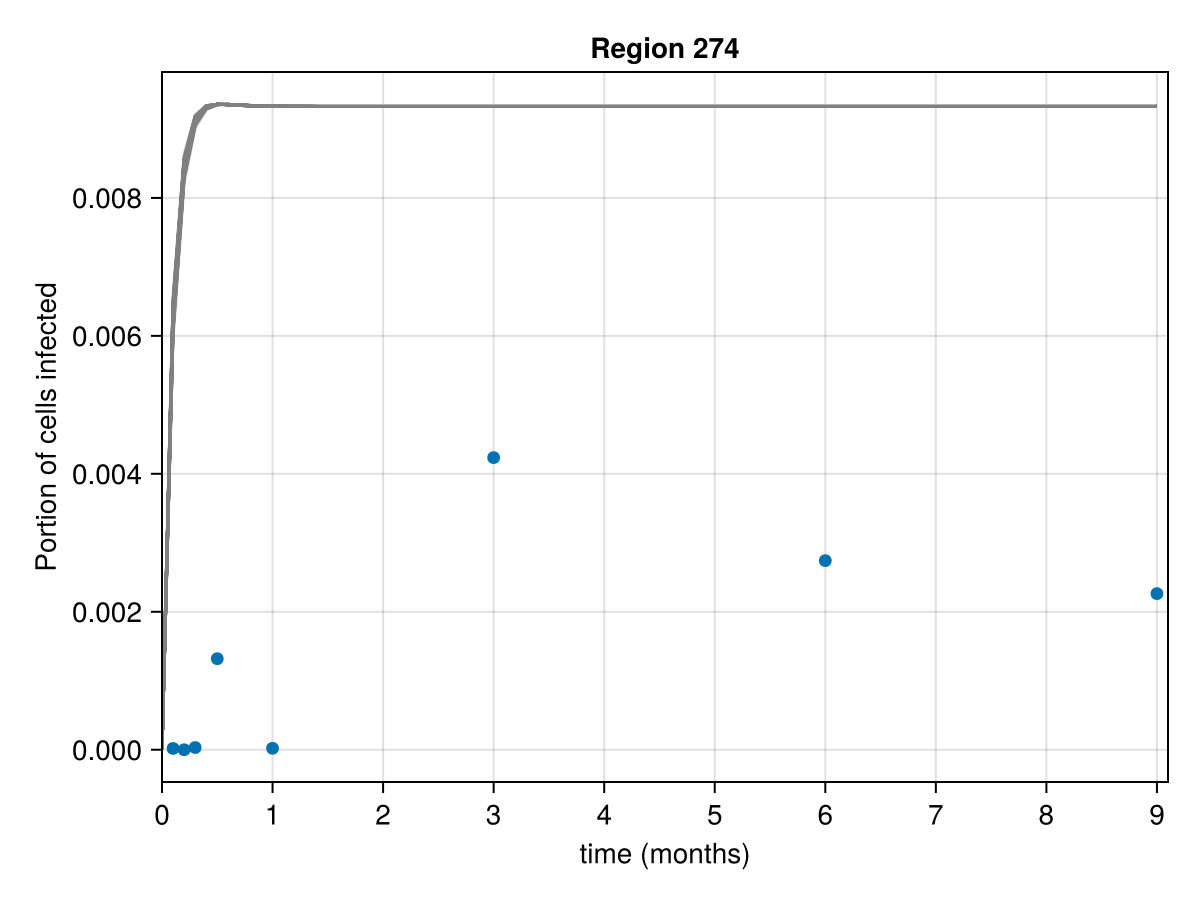 Region 274
Portion of cells infected
0.008
0.006
0.004
0.002
0.000
0 1 2 3 4 5 6 7 8 9
time (months)